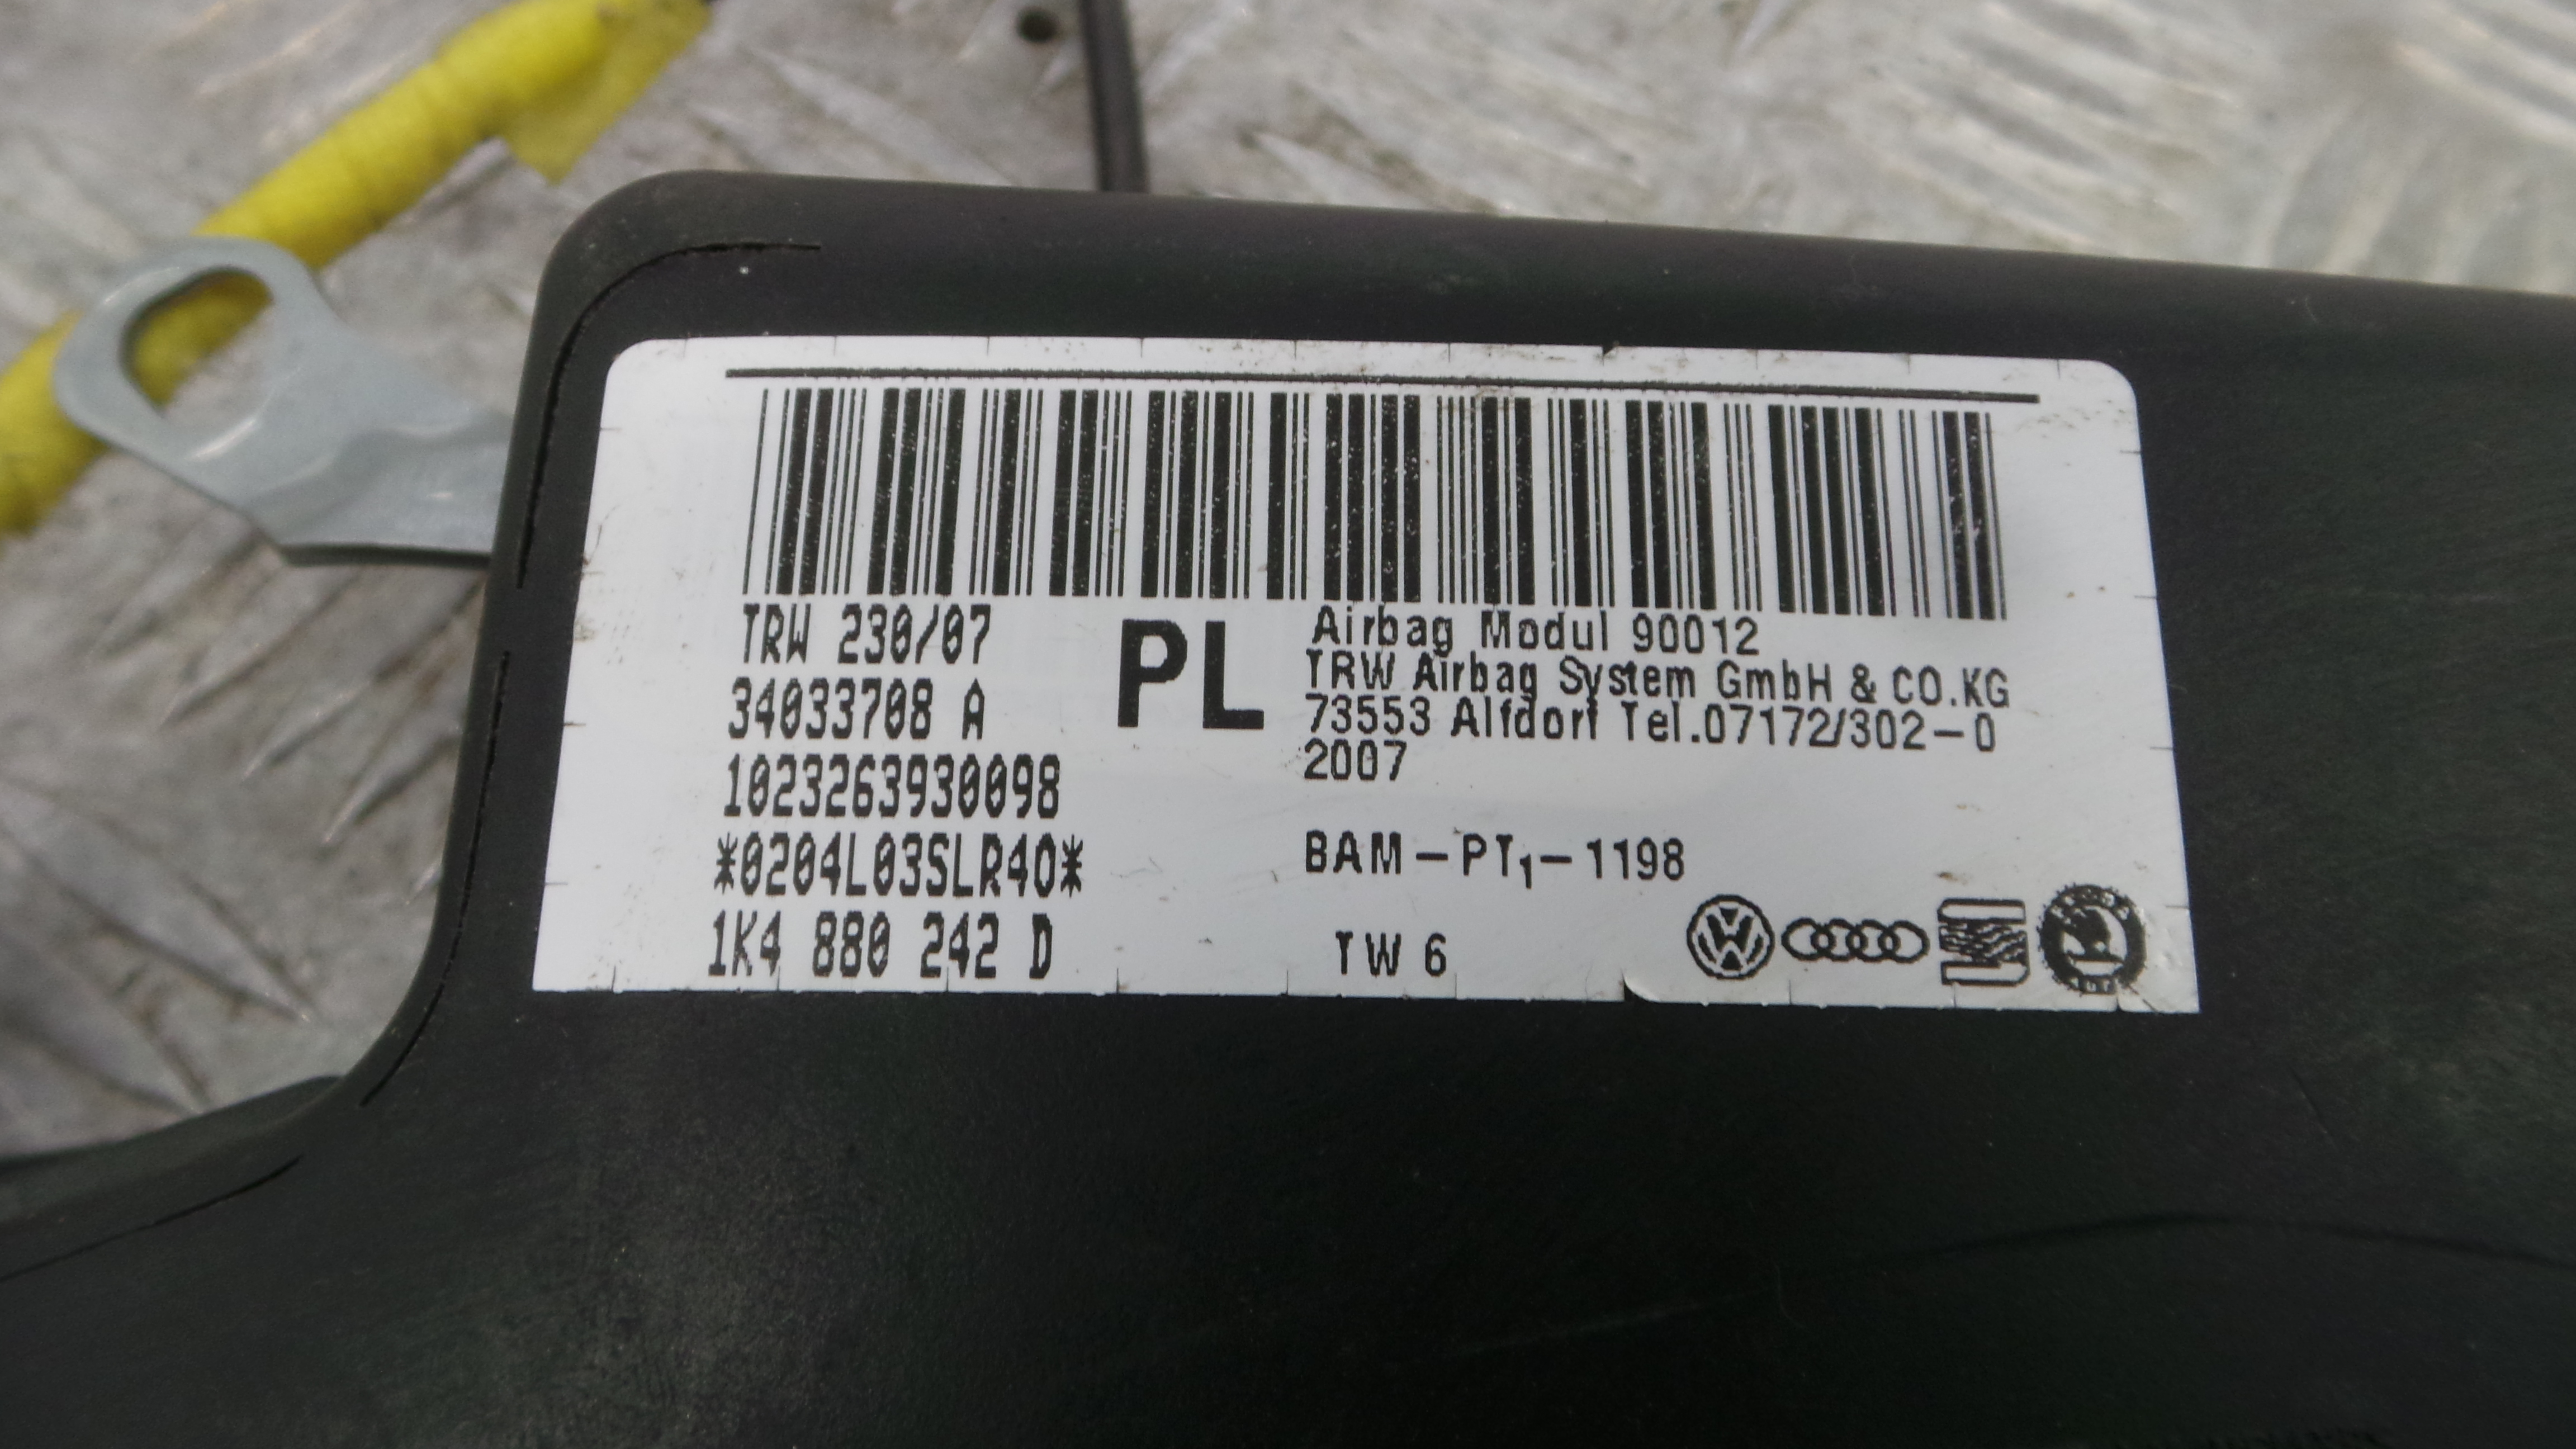 TRW 230/07
34033708 A
1023263930098
*0204L03SLR40*
1K4 880 242 D
PL
Airbag Modul 90012
TRW Airbag System GmbH & CO.KG
73553 Alfdorf Tel.07172/302-0
2007
BAM-PT1-1198
TW 6